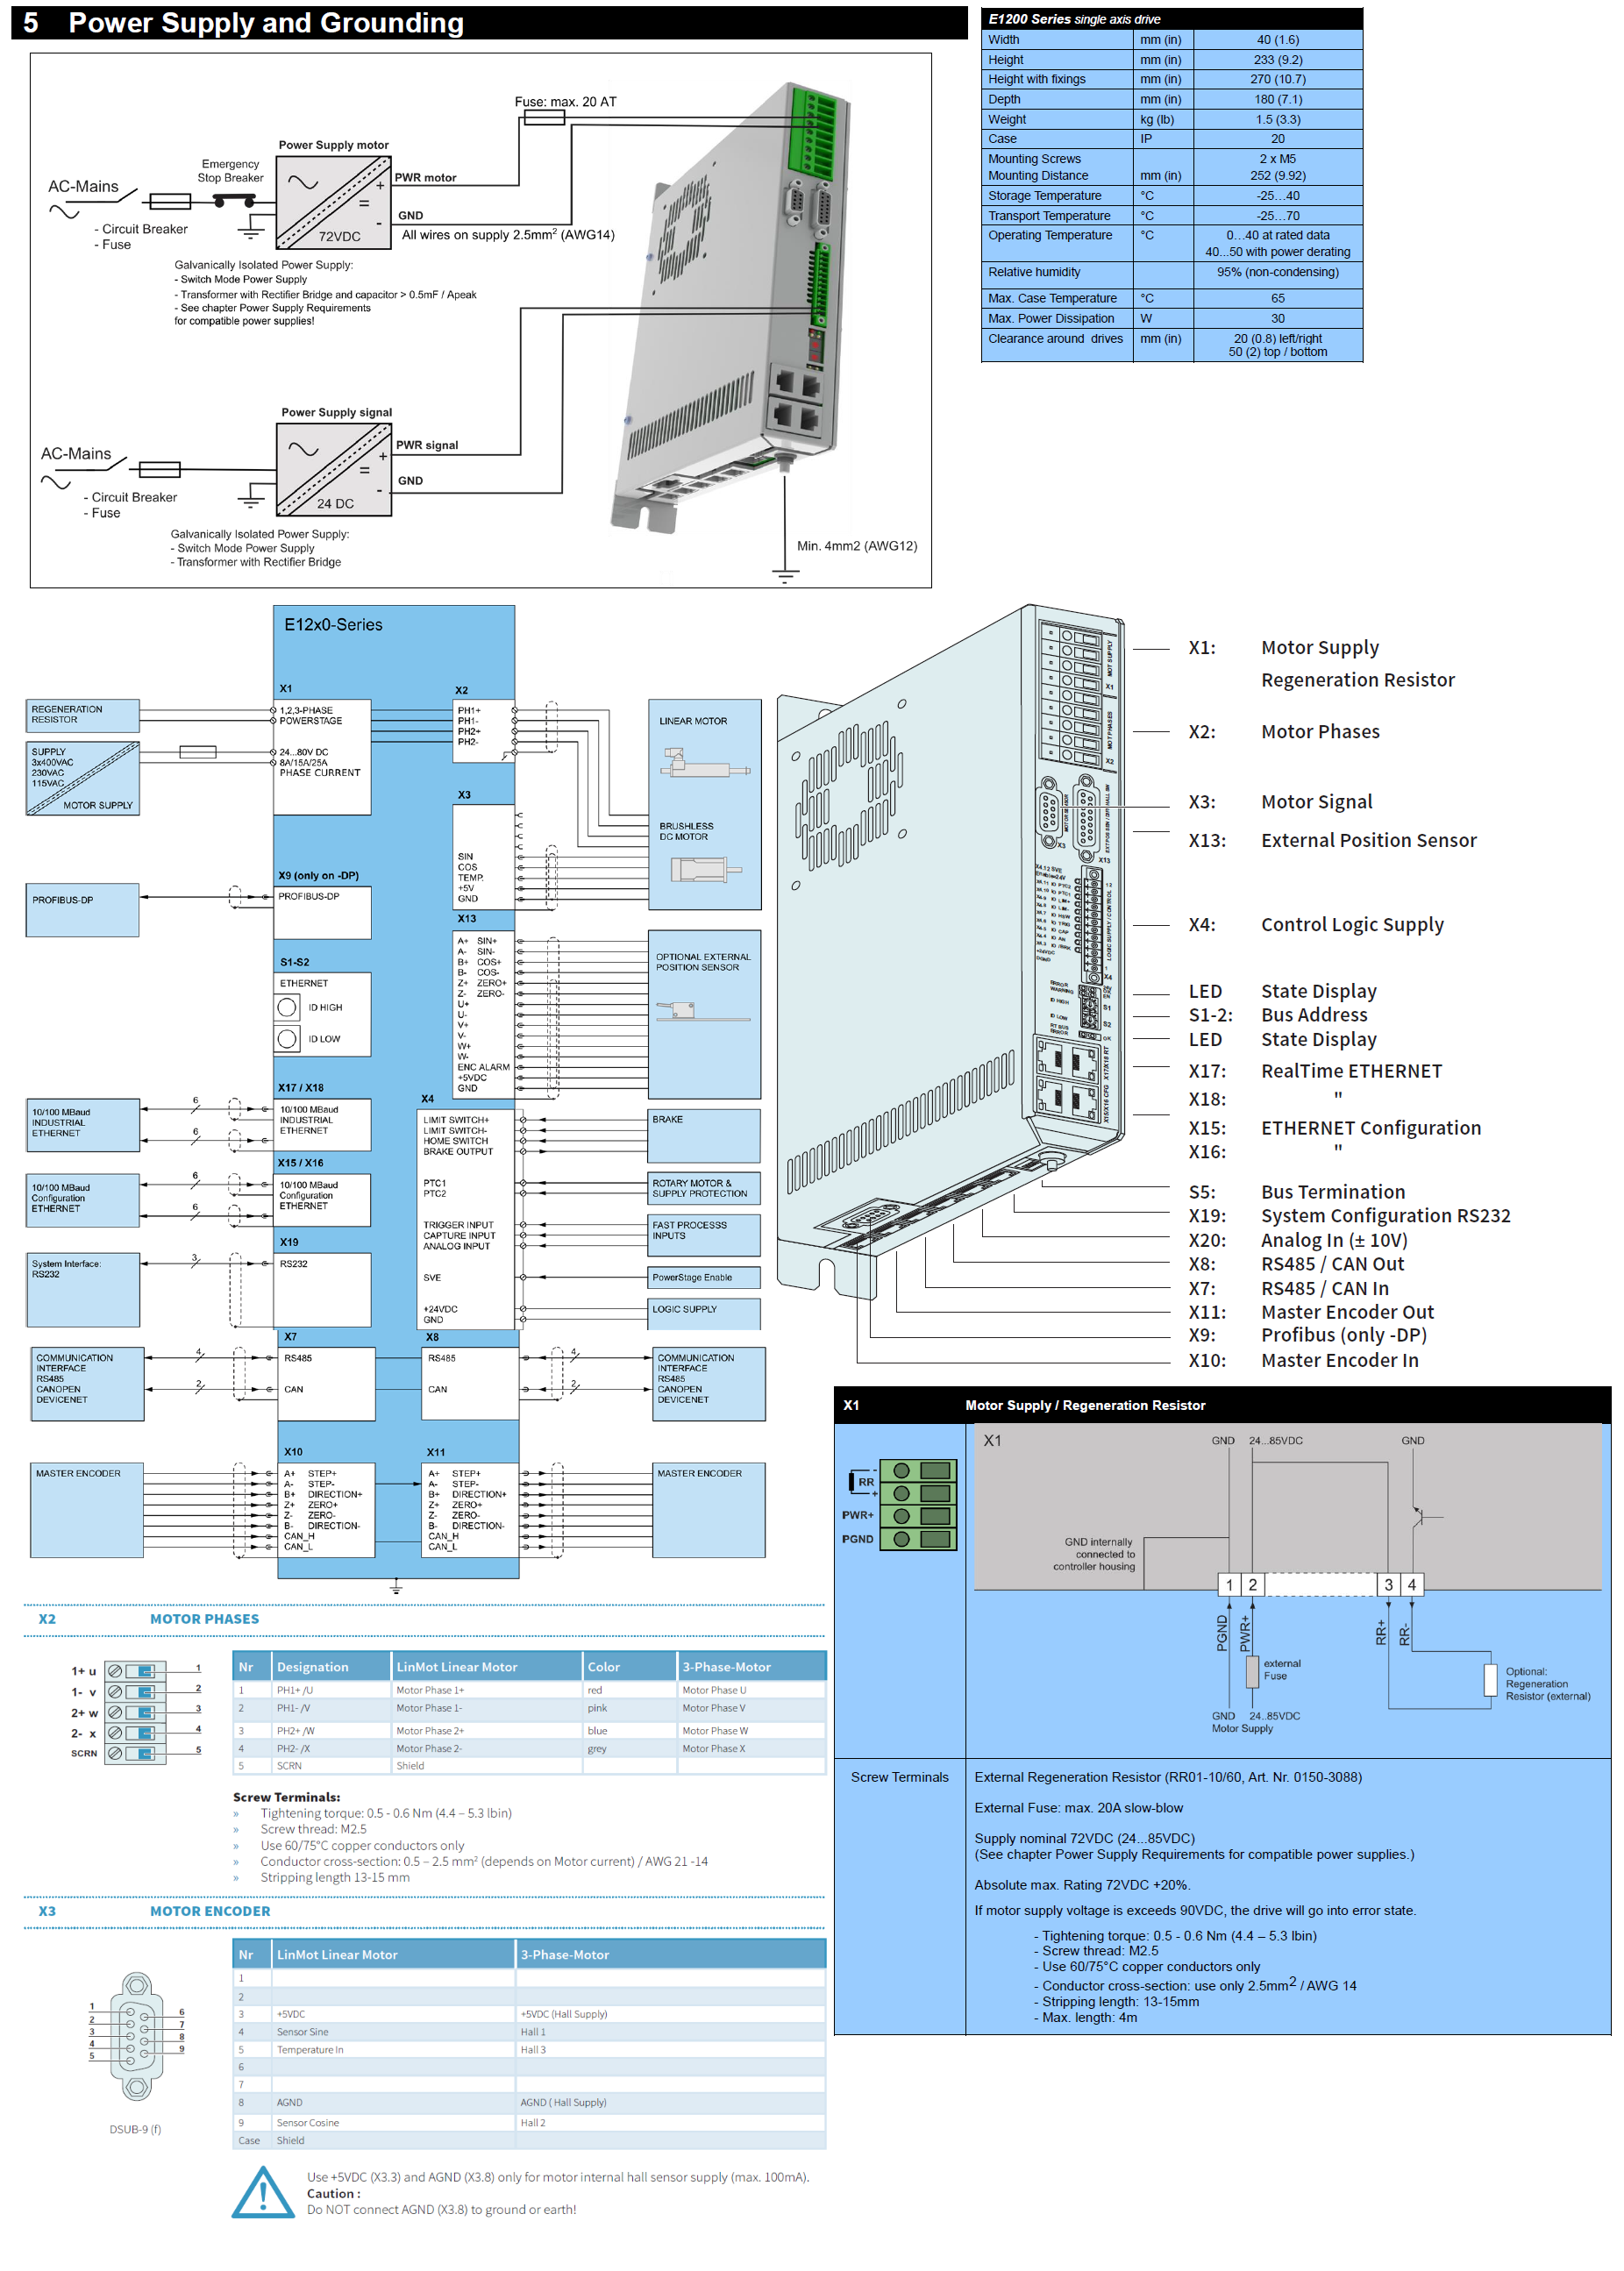 5 Power Supply and Grounding
Fuse: max. 20 AT
Power Supply motor
Emergency
Stop Breaker
AC-Mains
PWR motor
+
=
GND
-
72VDC
All wires on supply 2.5mm² (AWG14)
- Circuit Breaker
- Fuse
Galvanically Isolated Power Supply:
- Switch Mode Power Supply
- Transformer with Rectifier Bridge and capacitor > 0.5mF / Apeak
- See chapter Power Supply Requirements
for compatible power supplies!
Power Supply signal
AC-Mains
PWR signal
+
=
GND
-
24 DC
- Circuit Breaker
- Fuse
Galvanically Isolated Power Supply:
- Switch Mode Power Supply
- Transformer with Rectifier Bridge
Min. 4mm2 (AWG12)
E1200 Series single axis drive
Width mm (in) 40 (1.6)
Height mm (in) 233 (9.2)
Height with fixings mm (in) 270 (10.7)
Depth mm (in) 180 (7.1)
Weight kg (lb) 1.5 (3.3)
Case IP 20
Mounting Screws 2 x M5
Mounting Distance mm (in) 252 (9.92)
Storage Temperature °C -25…40
Transport Temperature °C -25…70
Operating Temperature °C 0…40 at rated data
40...50 with power derating
Relative humidity 95% (non-condensing)
Max. Case Temperature °C 65
Max. Power Dissipation W 30
Clearance around drives mm (in) 20 (0.8) left/right
50 (2) top / bottom
E12x0-Series
X1
X2
REGENERATION
RESISTOR
1,2,3-PHASE
POWERSTAGE
PH1+
PH1-
PH2+
PH2-
LINEAR MOTOR
SUPPLY
3x400VAC
230VAC
115VAC
MOTOR SUPPLY
24...80V DC
8A/15A/25A
PHASE CURRENT
X3
BRUSHLESS
DC MOTOR
SIN
COS
TEMP.
+5V
GND
X9 (only on -DP)
PROFIBUS-DP
PROFIBUS-DP
X13
A+ SIN+
A- SIN-
B+ COS+
B- COS-
Z+ ZERO+
Z- ZERO-
U+
U-
V+
V-
W+
W-
ENC ALARM
+5VDC
GND
OPTIONAL EXTERNAL
POSITION SENSOR
S1-S2
ETHERNET
ID HIGH
ID LOW
X17 / X18
10/100 MBaud
INDUSTRIAL
ETHERNET
6
6
10/100 MBaud
INDUSTRIAL
ETHERNET
X4
LIMIT SWITCH+
LIMIT SWITCH-
HOME SWITCH
BRAKE OUTPUT
BRAKE
X15 / X16
10/100 MBaud
Configuration
ETHERNET
6
6
10/100 MBaud
Configuration
ETHERNET
PTC1
PTC2
ROTARY MOTOR &
SUPPLY PROTECTION
TRIGGER INPUT
CAPTURE INPUT
ANALOG INPUT
FAST PROCESSS
INPUTS
X19
System Interface:
RS232
3
RS232
SVE
PowerStage Enable
+24VDC
GND
LOGIC SUPPLY
X7
X8
COMMUNICATION
INTERFACE
RS485
CANOPEN
DEVICENET
4
2
RS485
CAN
RS485
CAN
4
2
COMMUNICATION
INTERFACE
RS485
CANOPEN
DEVICENET
X10
X11
MASTER ENCODER
A+ STEP+
A- STEP-
B+ DIRECTION+
Z+ ZERO+
Z- ZERO-
B- DIRECTION-
CAN_H
CAN_L
A+ STEP+
A- STEP-
B+ DIRECTION+
Z+ ZERO+
Z- ZERO-
B- DIRECTION-
CAN_H
CAN_L
MASTER ENCODER
MOT SUPPLY
X1
MOT PHASES
X2
X3
X13
LOGIC SUPPLY / CONTROL
X4
S1
S2
X1: Motor Supply
Regeneration Resistor
X2: Motor Phases
X3: Motor Signal
X13: External Position Sensor
X4: Control Logic Supply
LED State Display
S1-2: Bus Address
LED State Display
X17: RealTime ETHERNET
X18: "
X15: ETHERNET Configuration
X16: "
S5: Bus Termination
X19: System Configuration RS232
X20: Analog In (± 10V)
X8: RS485 / CAN Out
X7: RS485 / CAN In
X11: Master Encoder Out
X9: Profibus (only -DP)
X10: Master Encoder In
X1 Motor Supply / Regeneration Resistor
- RR +
PWR+
PGND
X1
GND 24...85VDC GND
GND internally
connected to
controller housing
1 2 3 4
PGND
PWR+
RR+
RR-
external
Fuse
GND 24..85VDC
Motor Supply
Optional:
Regeneration
Resistor (external)
Screw Terminals
External Regeneration Resistor (RR01-10/60, Art. Nr. 0150-3088)
External Fuse: max. 20A slow-blow
Supply nominal 72VDC (24...85VDC)
(See chapter Power Supply Requirements for compatible power supplies.)
Absolute max. Rating 72VDC +20%.
If motor supply voltage is exceeds 90VDC, the drive will go into error state.
- Tightening torque: 0.5 - 0.6 Nm (4.4 – 5.3 lbin)
- Screw thread: M2.5
- Use 60/75°C copper conductors only
- Conductor cross-section: use only 2.5mm2 / AWG 14
- Stripping length: 13-15mm
- Max. length: 4m
X2 MOTOR PHASES
1+ u 1
1- v 2
2+ w 3
2- x 4
SCRN 5
Nr Designation LinMot Linear Motor Color 3-Phase-Motor
1 PH1+ /U Motor Phase 1+ red Motor Phase U
2 PH1- /V Motor Phase 1- pink Motor Phase V
3 PH2+ /W Motor Phase 2+ blue Motor Phase W
4 PH2- /X Motor Phase 2- grey Motor Phase X
5 SCRN Shield
Screw Terminals:
» Tightening torque: 0.5 - 0.6 Nm (4.4 – 5.3 lbin)
» Screw thread: M2.5
» Use 60/75°C copper conductors only
» Conductor cross-section: 0.5 – 2.5 mm² (depends on Motor current) / AWG 21 -14
» Stripping length 13-15 mm
X3 MOTOR ENCODER
1
2
3
4
5
6
7
8
9
DSUB-9 (f)
Nr LinMot Linear Motor 3-Phase-Motor
1
2
3 +5VDC +5VDC (Hall Supply)
4 Sensor Sine Hall 1
5 Temperature In Hall 3
6
7
8 AGND AGND ( Hall Supply)
9 Sensor Cosine Hall 2
Case Shield
Use +5VDC (X3.3) and AGND (X3.8) only for motor internal hall sensor supply (max. 100mA).
Caution :
Do NOT connect AGND (X3.8) to ground or earth!